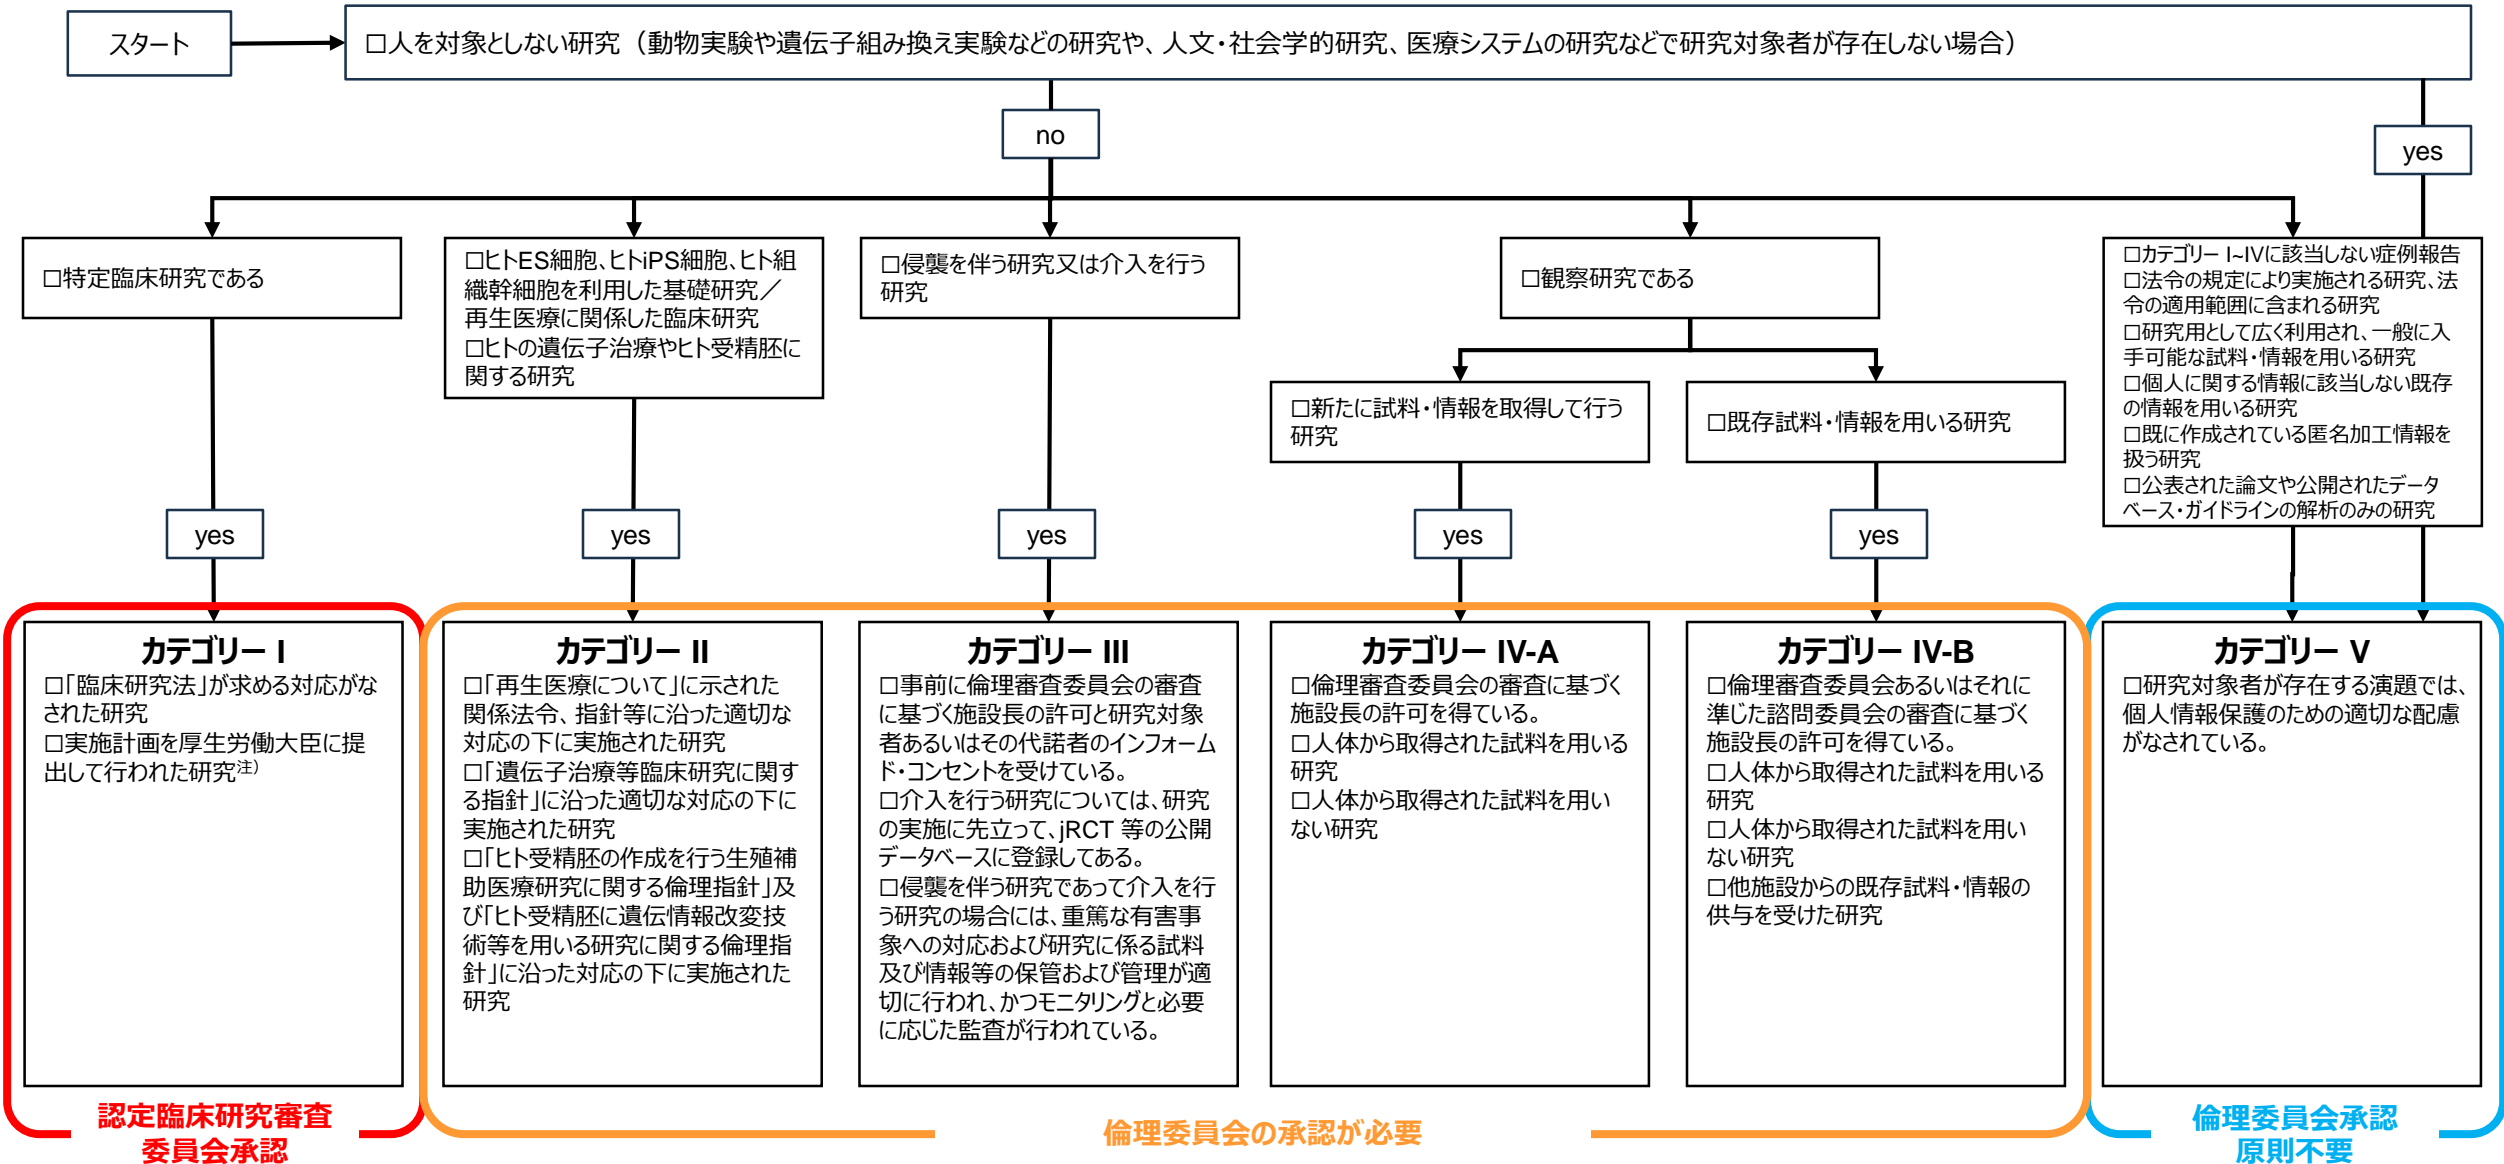 スタート
□人を対象としない研究（動物実験や遺伝子組み換え実験などの研究や、人文・社会学的研究、医療システムの研究などで研究対象者が存在しない場合）
no
yes
□特定臨床研究である
□ヒトES細胞、ヒトiPS細胞、ヒト組
織幹細胞を利用した基礎研究／
再生医療に関係した臨床研究
□ヒトの遺伝子治療やヒト受精胚に
関する研究
□侵襲を伴う研究又は介入を行う
研究
□観察研究である
□カテゴリー I~IVに該当しない症例報告
□法令の規定により実施される研究、法
令の適用範囲に含まれる研究
□研究用として広く利用され、一般に入
手可能な試料・情報を用いる研究
□個人に関する情報に該当しない既存
の情報を用いる研究
□既に作成されている匿名加工情報を
扱う研究
□公表された論文や公開されたデータ
ベース・ガイドラインの解析のみの研究
□新たに試料・情報を取得して行う
研究
□既存試料・情報を用いる研究
yes
yes
yes
yes
yes
カテゴリー I
□「臨床研究法」が求める対応がな
された研究
□実施計画を厚生労働大臣に提
出して行われた研究注）
カテゴリー II
□「再生医療について」に示された
関係法令、指針等に沿った適切な
対応の下に実施された研究
□「遺伝子治療等臨床研究に関す
る指針」に沿った適切な対応の下に
実施された研究
□「ヒト受精胚の作成を行う生殖補
助医療研究に関する倫理指針」及
び「ヒト受精胚に遺伝情報改変技
術等を用いる研究に関する倫理指
針」に沿った対応の下に実施された
研究
カテゴリー III
□事前に倫理審査委員会の審査
に基づく施設長の許可と研究対象
者あるいはその代諾者のインフォーム
ド・コンセントを受けている。
□介入を行う研究については、研究
の実施に先立って、jRCT 等の公開
データベースに登録してある。
□侵襲を伴う研究であって介入を行
う研究の場合には、重篤な有害事
象への対応および研究に係る試料
及び情報等の保管および管理が適
切に行われ、かつモニタリングと必要
に応じた監査が行われている。
カテゴリー IV-A
□倫理審査委員会の審査に基づく
施設長の許可を得ている。
□人体から取得された試料を用いる
研究
□人体から取得された試料を用い
ない研究
カテゴリー IV-B
□倫理審査委員会あるいはそれに
準じた諮問委員会の審査に基づく
施設長の許可を得ている。
□人体から取得された試料を用いる
研究
□人体から取得された試料を用い
ない研究
□他施設からの既存試料・情報の
供与を受けた研究
カテゴリー V
□研究対象者が存在する演題では、
個人情報保護のための適切な配慮
がなされている。
認定臨床研究審査
委員会承認
倫理委員会の承認が必要
倫理委員会承認
原則不要